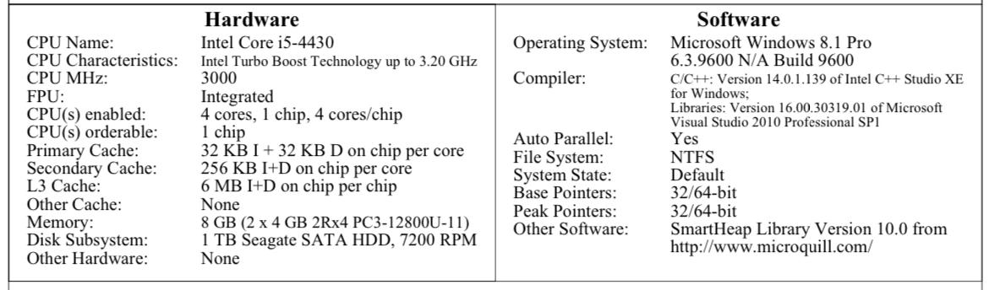 Hardware
CPU Name: Intel Core i5-4430
CPU Characteristics: Intel Turbo Boost Technology up to 3.20 GHz
CPU MHz: 3000
FPU: Integrated
CPU(s) enabled: 4 cores, 1 chip, 4 cores/chip
CPU(s) orderable: 1 chip
Primary Cache: 32 KB I + 32 KB D on chip per core
Secondary Cache: 256 KB I+D on chip per core
L3 Cache: 6 MB I+D on chip per chip
Other Cache: None
Memory: 8 GB (2 x 4 GB 2Rx4 PC3-12800U-11)
Disk Subsystem: 1 TB Seagate SATA HDD, 7200 RPM
Other Hardware: None
Software
Operating System: Microsoft Windows 8.1 Pro
6.3.9600 N/A Build 9600
Compiler: C/C++: Version 14.0.1.139 of Intel C++ Studio XE
for Windows;
Libraries: Version 16.00.30319.01 of Microsoft
Visual Studio 2010 Professional SP1
Auto Parallel: Yes
File System: NTFS
System State: Default
Base Pointers: 32/64-bit
Peak Pointers: 32/64-bit
Other Software: SmartHeap Library Version 10.0 from
http://www.microquill.com/